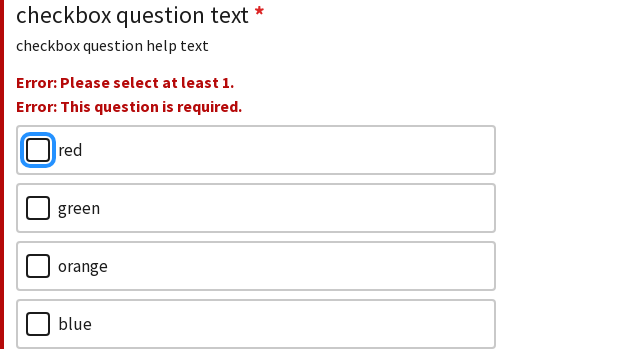 checkbox question text *
checkbox question help text
Error: Please select at least 1.
Error: This question is required.
red
green
orange
blue